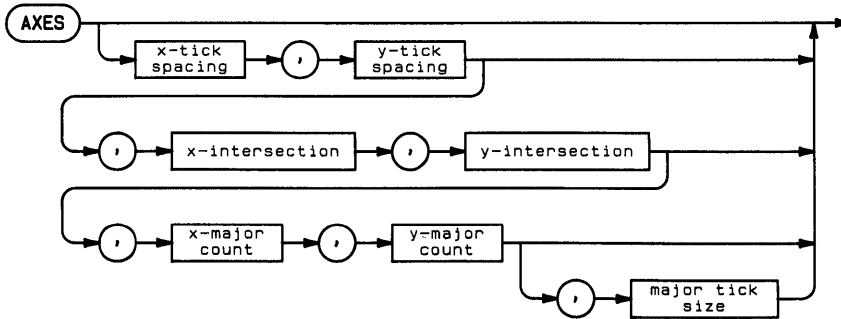 AXES
x-tick
spacing
,
y-tick
spacing
,
x-intersection
,
y-intersection
,
x-major
count
,
y-major
count
,
major tick
size